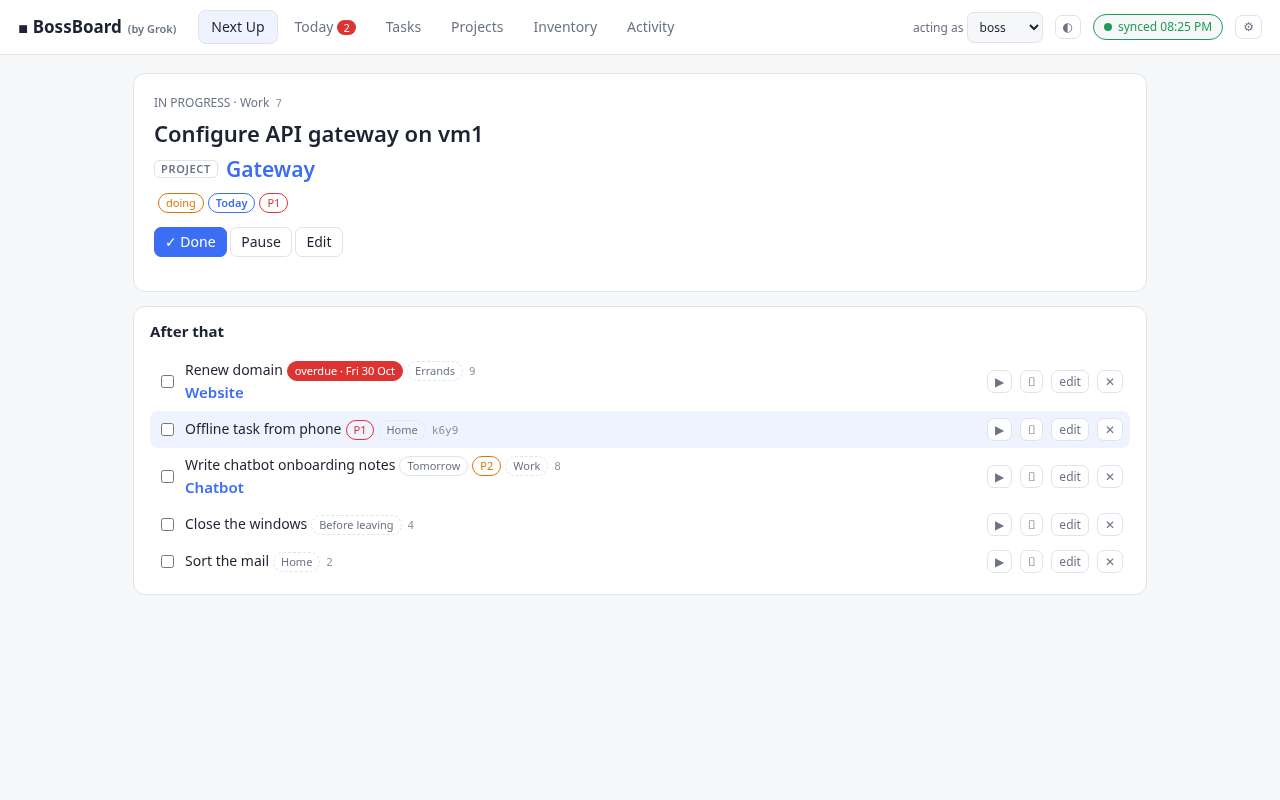 ■ BossBoard (by Grok) Next Up Today 2 Tasks Projects Inventory Activity acting as boss ◐ synced 08:25 PM ⚙
IN PROGRESS · Work 7
Configure API gateway on vm1
PROJECT Gateway
doing Today P1
✓ Done Pause Edit
After that
Renew domain overdue · Fri 30 Oct Errands 9
Website
▶ edit ✕
Offline task from phone P1 Home k6y9 ▶ edit ✕
Write chatbot onboarding notes Tomorrow P2 Work 8
Chatbot
▶ edit ✕
Close the windows Before leaving 4 ▶ edit ✕
Sort the mail Home 2 ▶ edit ✕